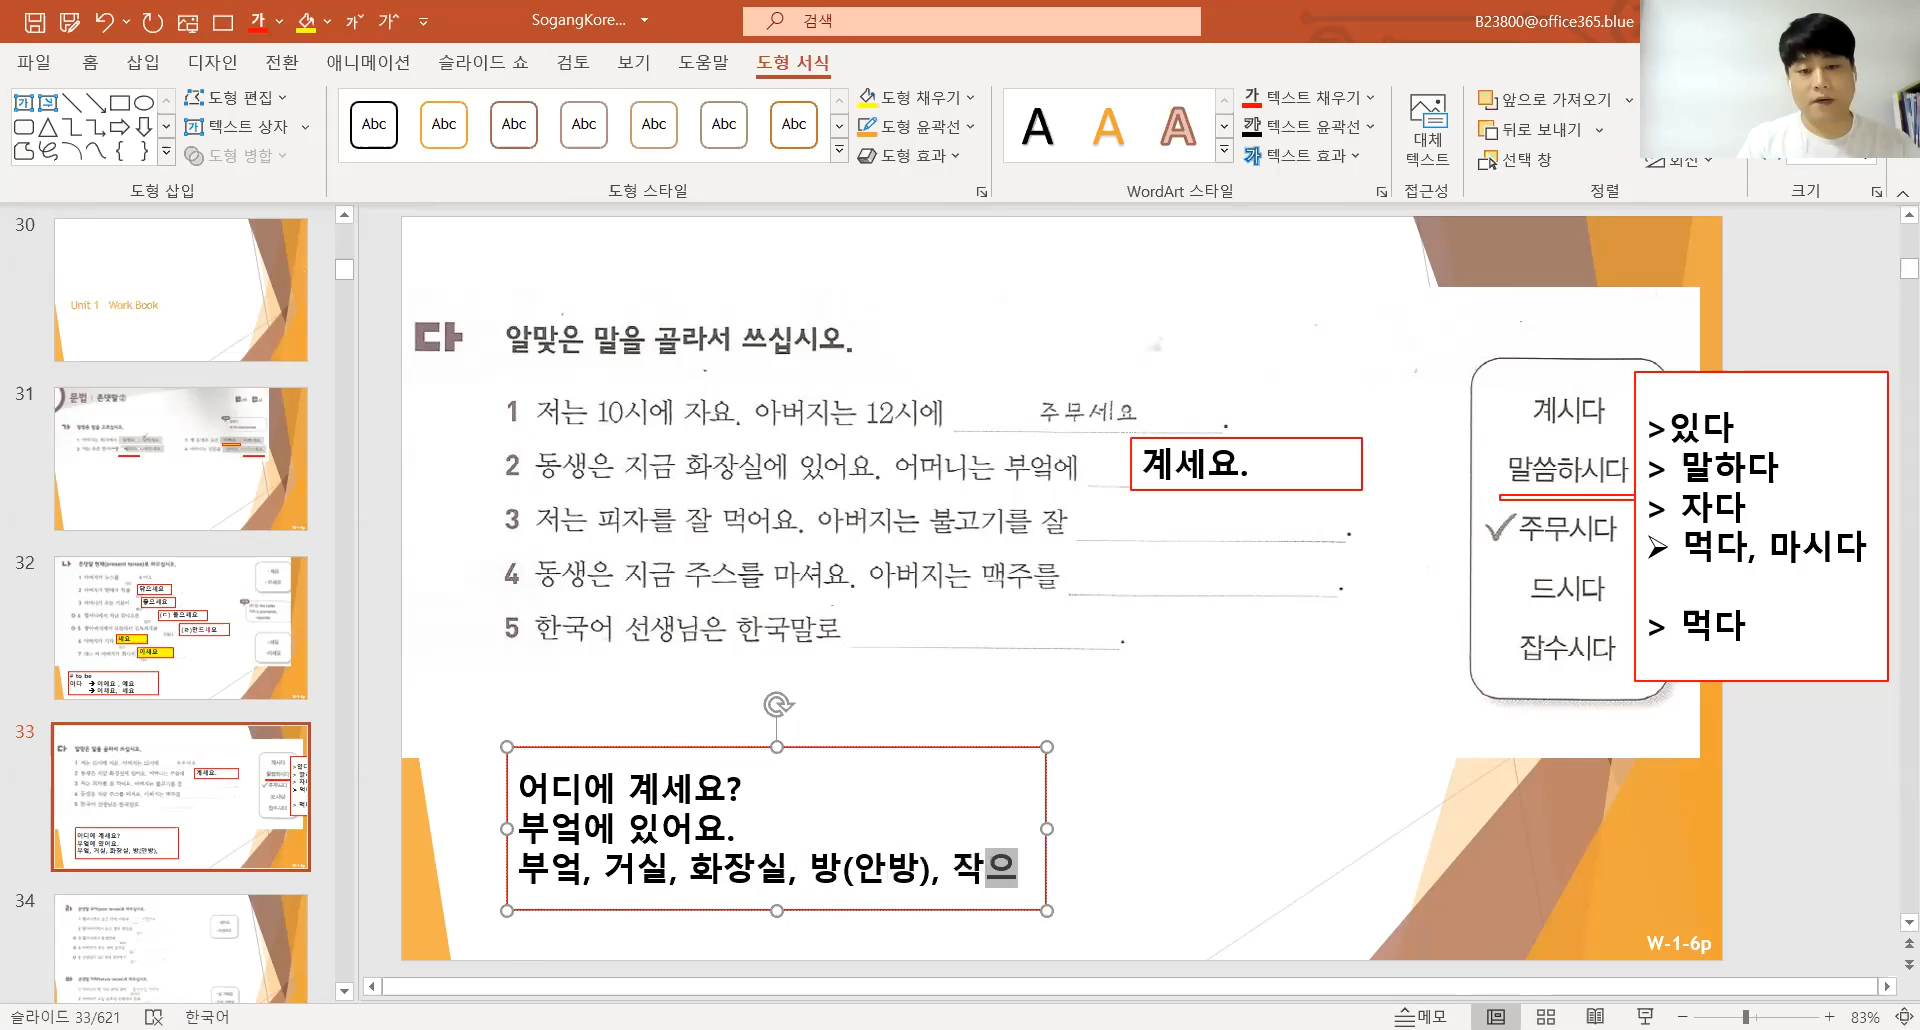 SogangKore...
검색
B23800@office365.blue
파일 홈 삽입 디자인 전환 애니메이션 슬라이드 쇼 검토 보기 도움말 도형 서식
도형 편집
텍스트 상자
도형 병합
도형 삽입
Abc Abc Abc Abc Abc Abc Abc
도형 채우기
도형 윤곽선
도형 효과
도형 스타일
A A A
텍스트 채우기
텍스트 윤곽선
텍스트 효과
WordArt 스타일
대체
텍스트
접근성
앞으로 가져오기
뒤로 보내기
선택 창
회전
정렬
크기
30
Unit 1 Work Book
31
32
33
34
다 알맞은 말을 골라서 쓰십시오.
1 저는 10시에 자요. 아버지는 12시에 주무세요.
2 동생은 지금 화장실에 있어요. 어머니는 부엌에 계세요.
3 저는 피자를 잘 먹어요. 아버지는 불고기를 잘 .
4 동생은 지금 주스를 마셔요. 아버지는 맥주를 .
5 한국어 선생님은 한국말로 .
계시다
말씀하시다
주무시다
드시다
잡수시다
>있다
> 말하다
> 자다
➢ 먹다, 마시다
> 먹다
어디에 계세요?
부엌에 있어요.
부엌, 거실, 화장실, 방(안방), 작으
W-1-6p
슬라이드 33/621
한국어
메모
83%